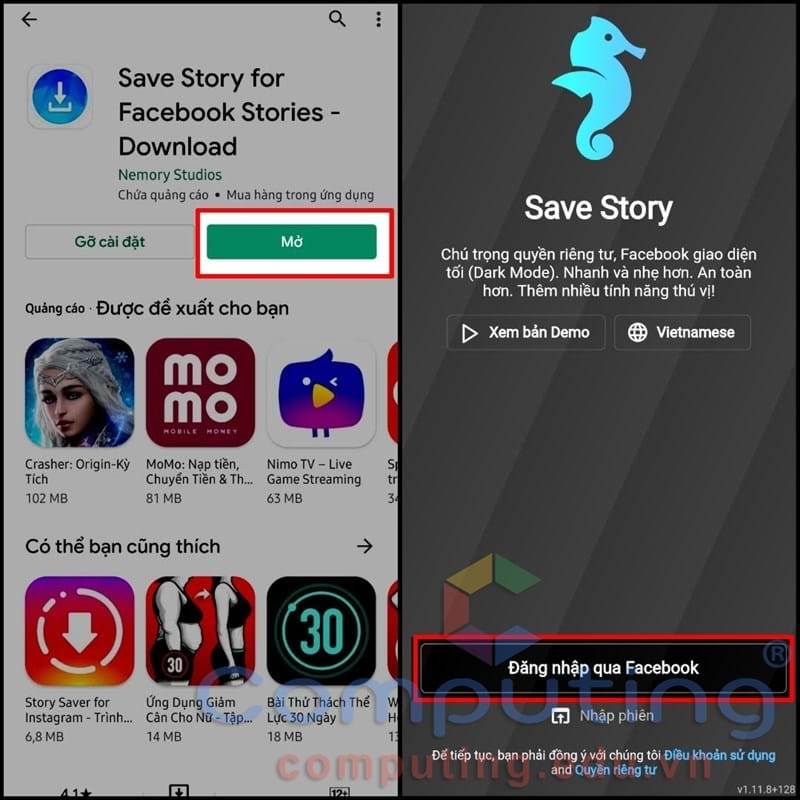 Save Story for
Facebook Stories -
Download
Nemory Studios
Chứa quảng cáo • Mua hàng trong ứng dụng
Gỡ cài đặt
Mở
Quảng cáo · Được đề xuất cho bạn
MO
MO
MOBILE MONEY
Crasher: Origin-Kỳ
Tích
102 MB
MoMo: Nạp tiền,
Chuyển Tiền & Th...
81 MB
Nimo TV – Live
Game Streaming
63 MB
Có thể bạn cũng thích
30
30
Story Saver for
Instagram - Trình...
6,8 MB
Ứng Dụng Giảm
Cân Cho Nữ - Tập...
14 MB
Bài Thử Thách Thể
Lực 30 Ngày
18 MB
12+
Save Story
Chú trọng quyền riêng tư, Facebook giao diện
tối (Dark Mode). Nhanh và nhẹ hơn. An toàn
hơn. Thêm nhiều tính năng thú vị!
Xem bản Demo
Vietnamese
Đăng nhập qua Facebook
Nhập phiên
Để tiếp tục, bạn phải đồng ý với chúng tôi Điều khoản sử dụng
and Quyền riêng tư
v1.11.8+128
Computing®
computing.edu.vn